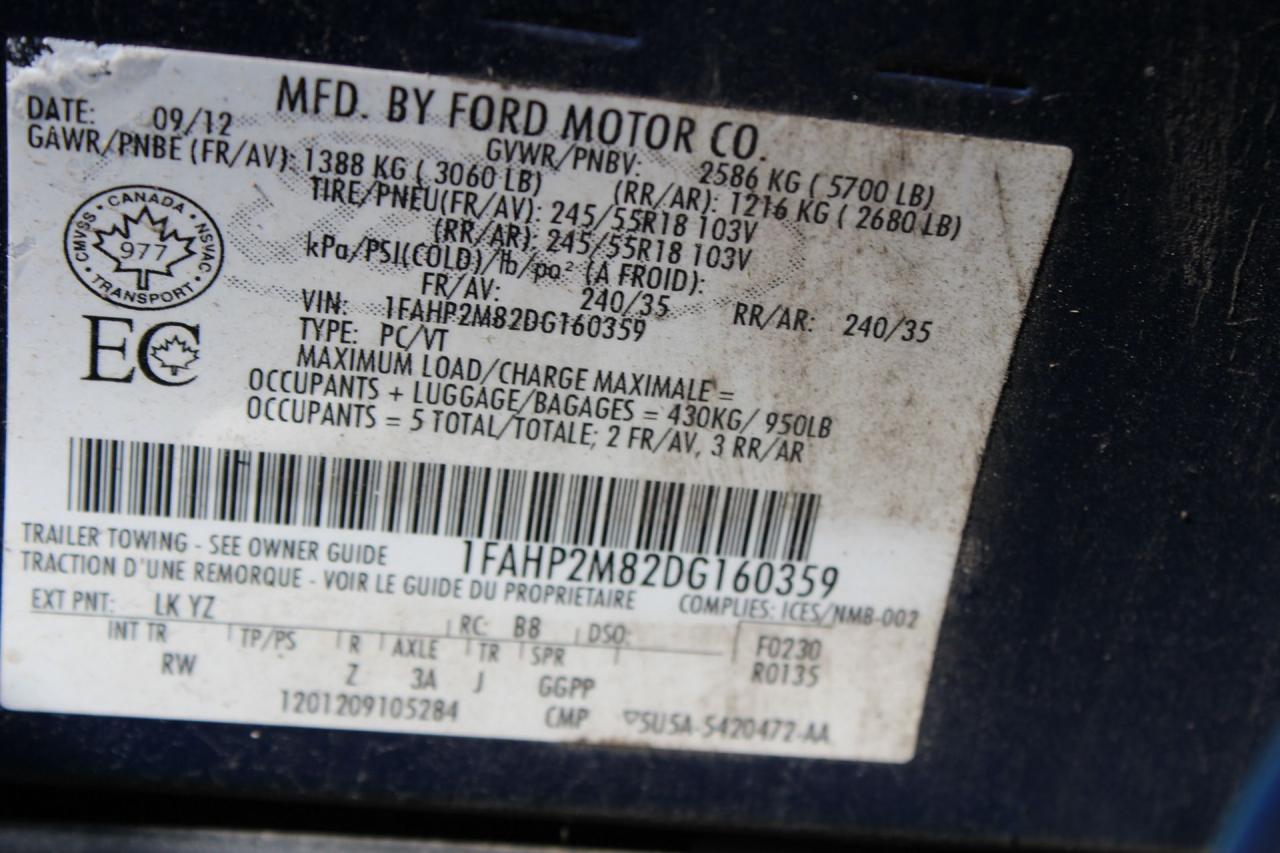 MFD. BY FORD MOTOR CO.
DATE: 09/12 GVWR/PNBV: 2586 KG ( 5700 LB)
GAWR/PNBE (FR/AV): 1388 KG ( 3060 LB) (RR/AR): 1216 KG ( 2680 LB)
TIRE/PNEU(FR/AV): 245/55R18 103V
(RR/AR): 245/55R18 103V
kPa/PSI(COLD)/lb/po² (A FROID):
FR/AV: 240/35 RR/AR: 240/35
VIN: 1FAHP2M82DG160359
TYPE: PC/VT
MAXIMUM LOAD/CHARGE MAXIMALE =
OCCUPANTS + LUGGAGE/BAGAGES = 430KG/ 950LB
OCCUPANTS = 5 TOTAL/TOTALE; 2 FR/AV, 3 RR/AR
CANADA
CMVSS NSVAC
977
TRANSPORT
EC
H
1FAHP2M82DG160359
TRAILER TOWING - SEE OWNER GUIDE
TRACTION D'UNE REMORQUE - VOIR LE GUIDE DU PROPRIETAIRE
COMPLIES: ICES/NMB-002
EXT PNT: LK YZ RC: B8 DSO: F0230
INT TR TP/PS R AXLE TR SPR R0135
RW Z 3A J GGPP
1201209105284 CMP ▽5U5A-5420472-AA